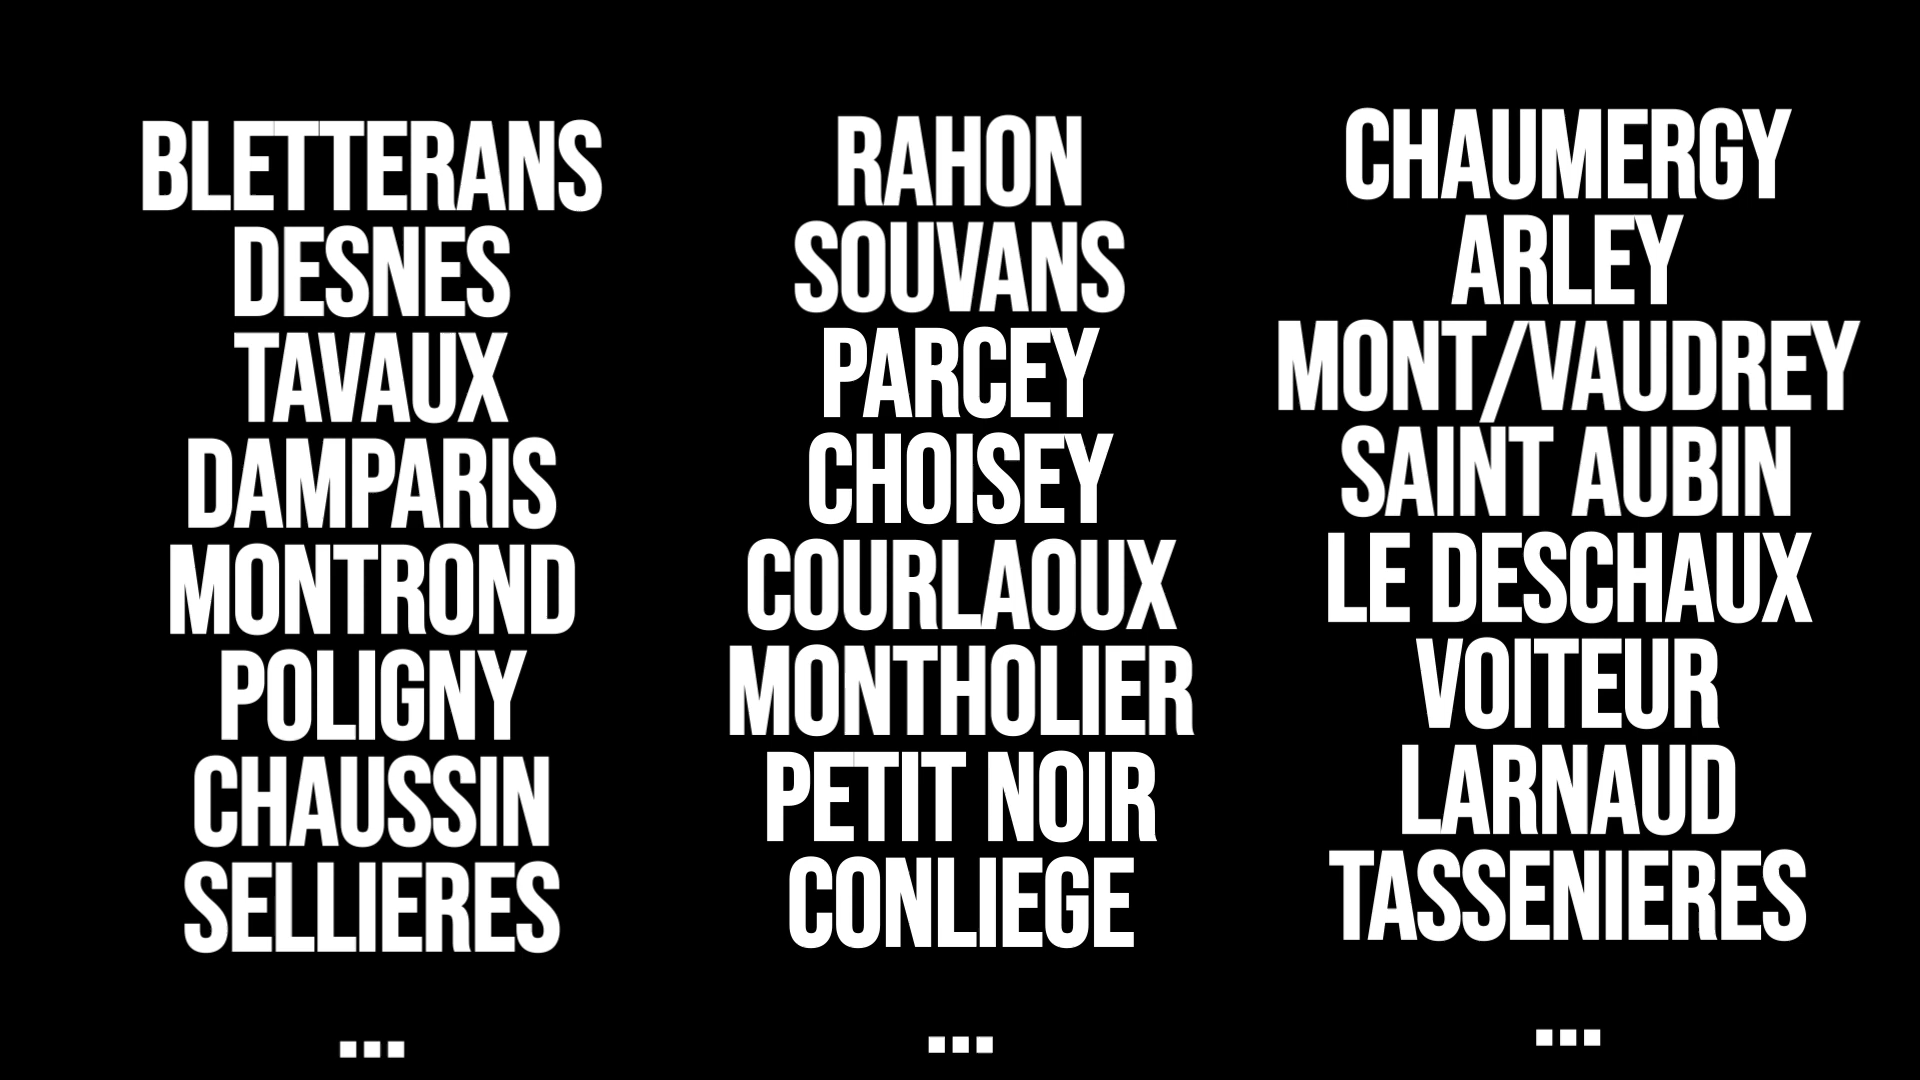 BLETTERANS
DESNES
TAVAUX
DAMPARIS
MONTROND
POLIGNY
CHAUSSIN
SELLIERES
...
RAHON
SOUVANS
PARCEY
CHOISEY
COURLAOUX
MONTHOLIER
PETIT NOIR
CONLIEGE
...
CHAUMERGY
ARLEY
MONT/VAUDREY
SAINT AUBIN
LE DESCHAUX
VOITEUR
LARNAUD
TASSENIERES
...